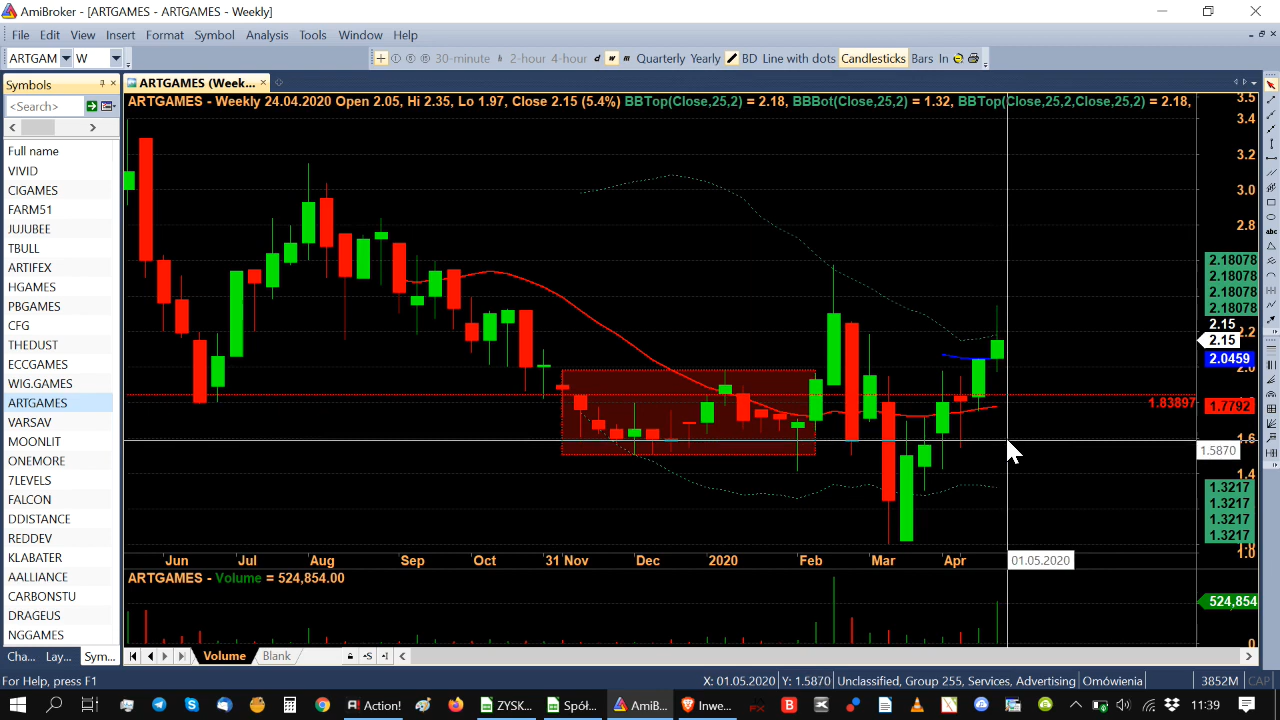 AmiBroker - [ARTGAMES - ARTGAMES - Weekly]
File Edit View Insert Format Symbol Analysis Tools Window Help
ARTGAM W 30-minute h 2-hour 4-hour d w m Quarterly Yearly BD Line with dots Candlesticks Bars In
Symbols
ARTGAMES (Week...
<Search>
ARTGAMES - Weekly 24.04.2020 Open 2.05, Hi 2.35, Lo 1.97, Close 2.15 (5.4%) BBTop(Close,25,2) = 2.18, BBBot(Close,25,2) = 1.32, BBTop(Close,25,2,Close,25,2) = 2.18,
Full name
VIVID
CIGAMES
FARM51
JUJUBEE
TBULL
ARTIFEX
HGAMES
PBGAMES
CFG
THEDUST
ECCGAMES
WIG.GAMES
ARTGAMES
VARSAV
MOONLIT
ONEMORE
7LEVELS
FALCON
DDISTANCE
REDDEV
KLABATER
AALLIANCE
CARBONSTU
DRAGEUS
NGGAMES
3.5
3.4
3.2
3.0
2.8
2.18078
2.18078
2.18078
2.18078
2.15
2.2
2.15
2.0459
2.0
1.83897
1.7792
1.6
1.5870
1.4
1.3217
1.3217
1.3217
1.3217
1.0
Jun Jul Aug Sep Oct 31 Nov Dec 2020 Feb Mar Apr 01.05.2020
ARTGAMES - Volume = 524,854.00
524,854
0
Cha... Lay... Sym...
Volume Blank
For Help, press F1
X: 01.05.2020 Y: 1.5870 Unclassified, Group 255, Services, Advertising Omówienia 3852M CAP
Action! ZYSK... Spół... AmiB... Inwe... 11:39